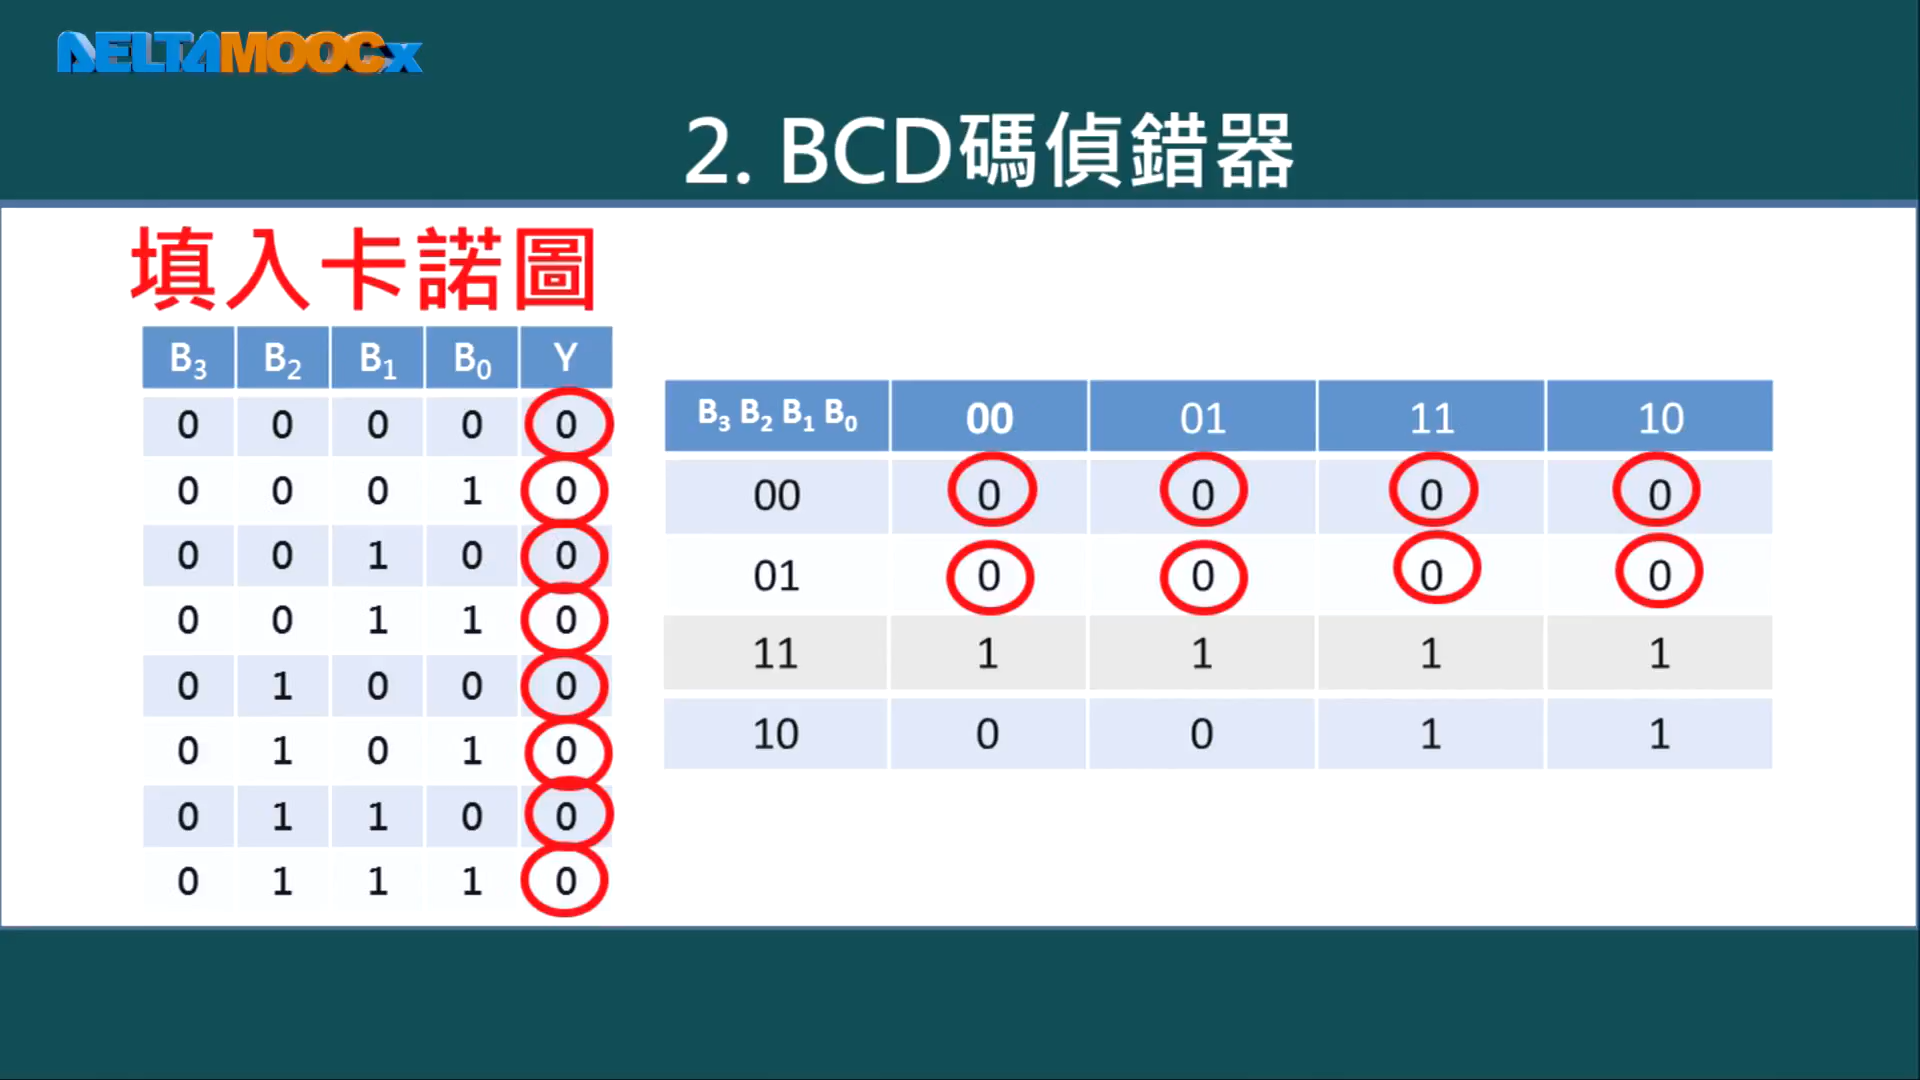 DELTAMOOCx
2. BCD碼偵錯器
填入卡諾圖
B3 B2 B1 B0 Y
0 0 0 0 0
0 0 0 1 0
0 0 1 0 0
0 0 1 1 0
0 1 0 0 0
0 1 0 1 0
0 1 1 0 0
0 1 1 1 0
B3 B2 B1 B0 00 01 11 10
00 0 0 0 0
01 0 0 0 0
11 1 1 1 1
10 0 0 1 1